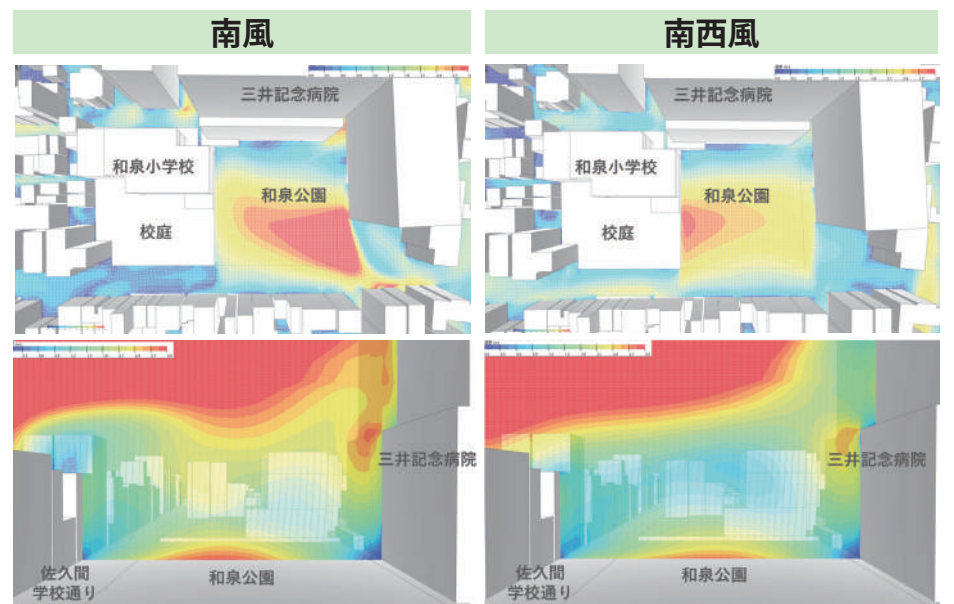 南風
南西風
三井記念病院
和泉小学校
和泉公園
校庭
三井記念病院
和泉小学校
和泉公園
校庭
三井記念病院
佐久間
学校通り
和泉公園
三井記念病院
佐久間
学校通り
和泉公園